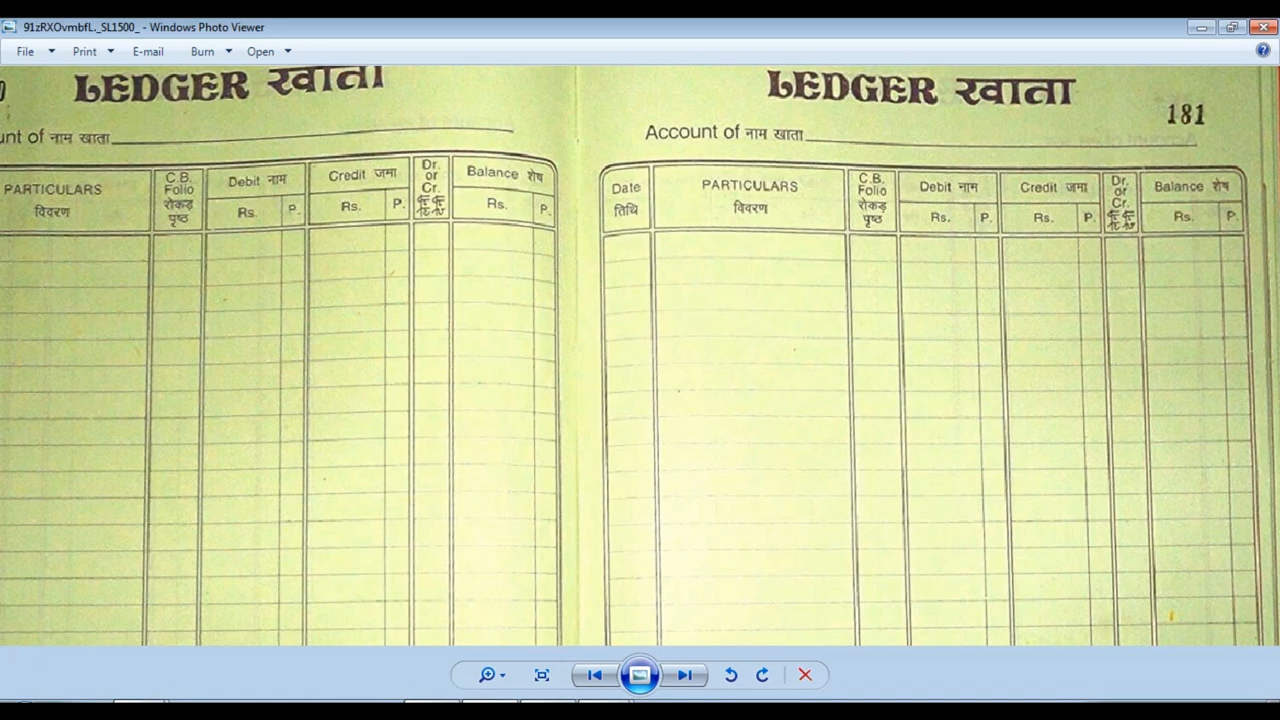 91zRXOvmbfL._SL1500_ - Windows Photo Viewer
File Print E-mail Burn Open
LEDGER खाता
unt of नाम खाता
PARTICULARS
विवरण
C.B.
Folio
रोकड़
पृष्ठ
Debit नाम
Rs. P.
Credit जमा
Rs. P.
Dr.
or
Cr.
Balance शेष
Rs. P.
LEDGER खाता
181
Account of नाम खाता
Date
तिथि
PARTICULARS
विवरण
C.B.
Folio
रोकड़
पृष्ठ
Debit नाम
Rs. P.
Credit जमा
Rs. P.
Dr.
or
Cr.
Balance शेष
Rs. P.